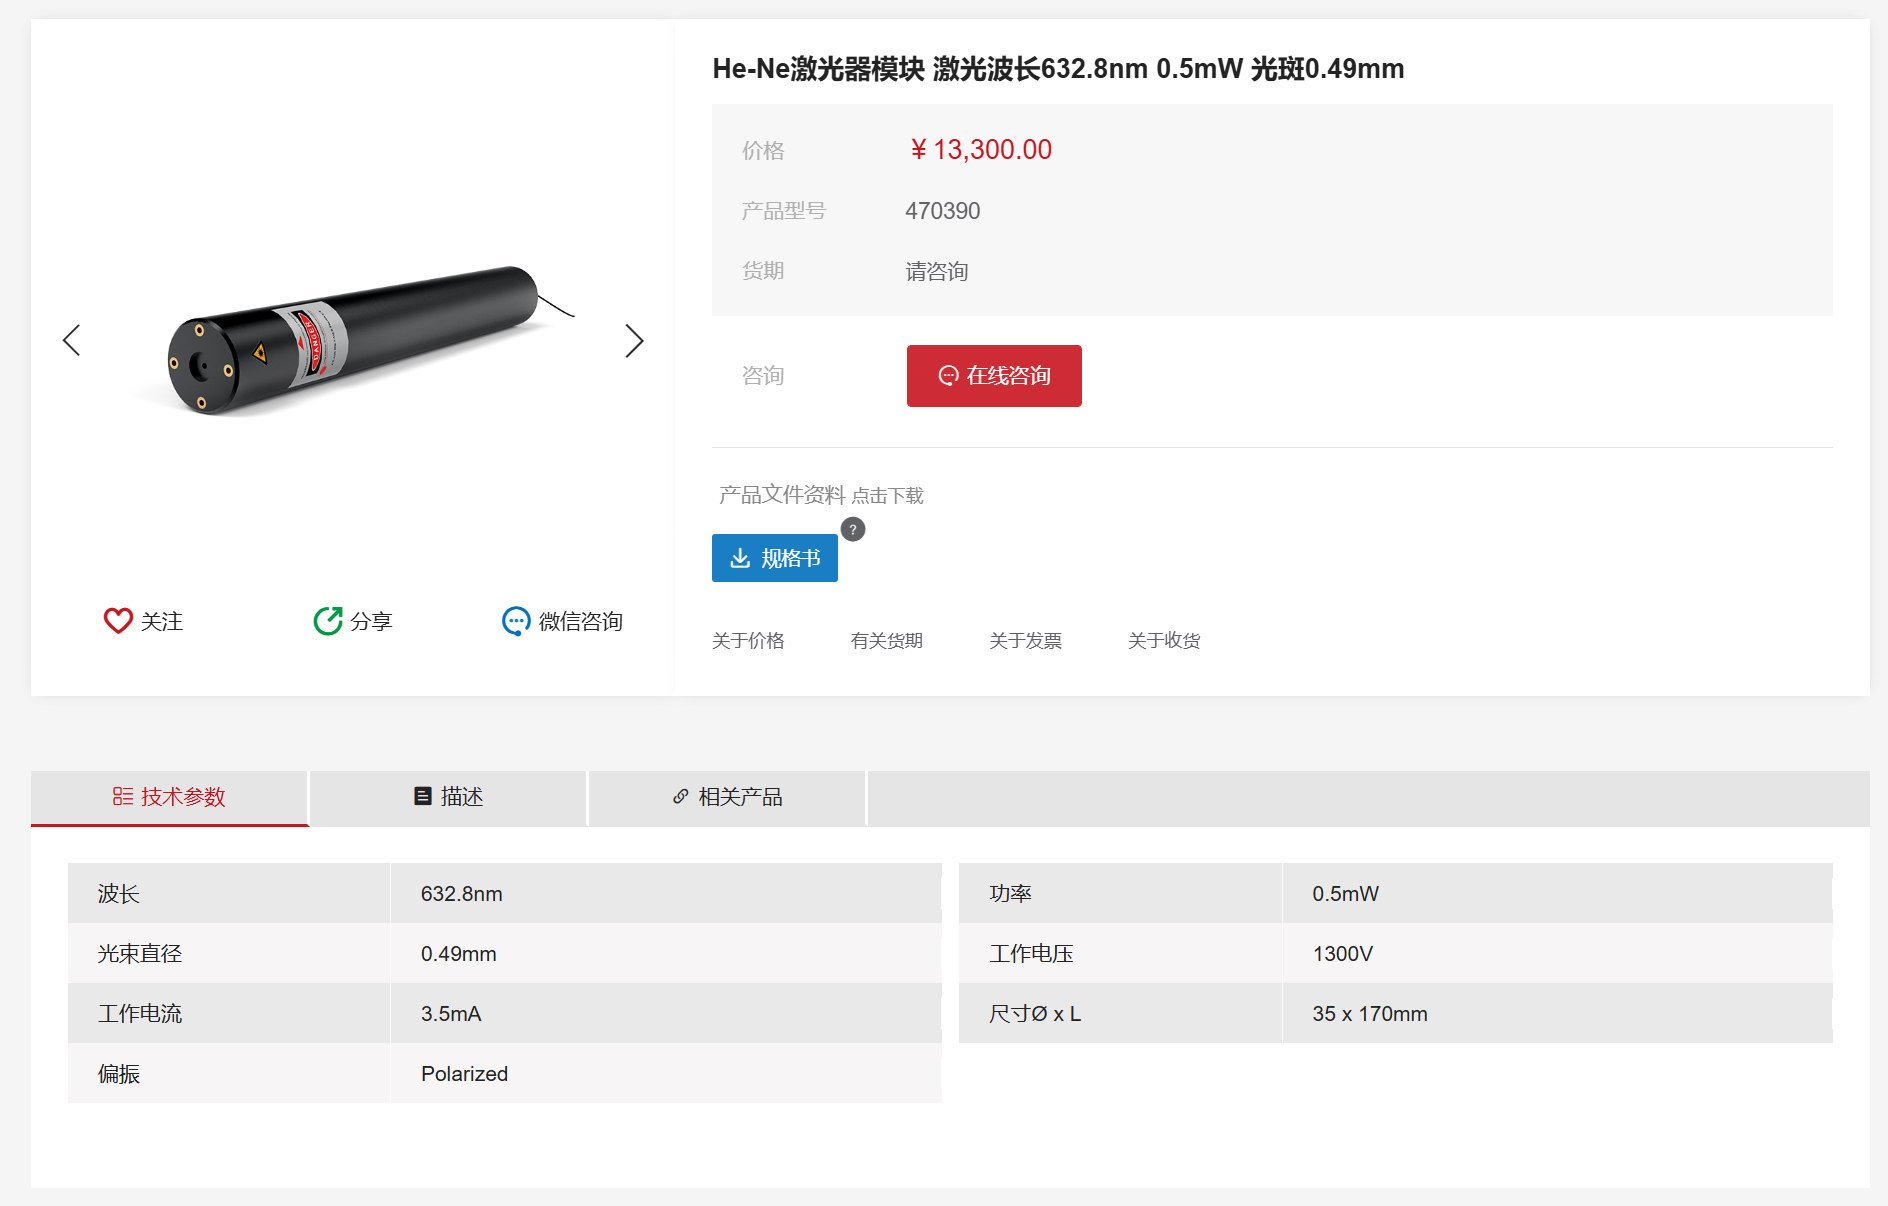 He-Ne激光器模块 激光波长632.8nm 0.5mW 光斑0.49mm
价格 ¥ 13,300.00
产品型号 470390
货期 请咨询
咨询 在线咨询
产品文件资料 点击下载
?
规格书
DANGER
关注 分享 微信咨询
关于价格 有关货期 关于发票 关于收货
技术参数 描述 相关产品
波长 632.8nm 功率 0.5mW
光束直径 0.49mm 工作电压 1300V
工作电流 3.5mA 尺寸Ø x L 35 x 170mm
偏振 Polarized